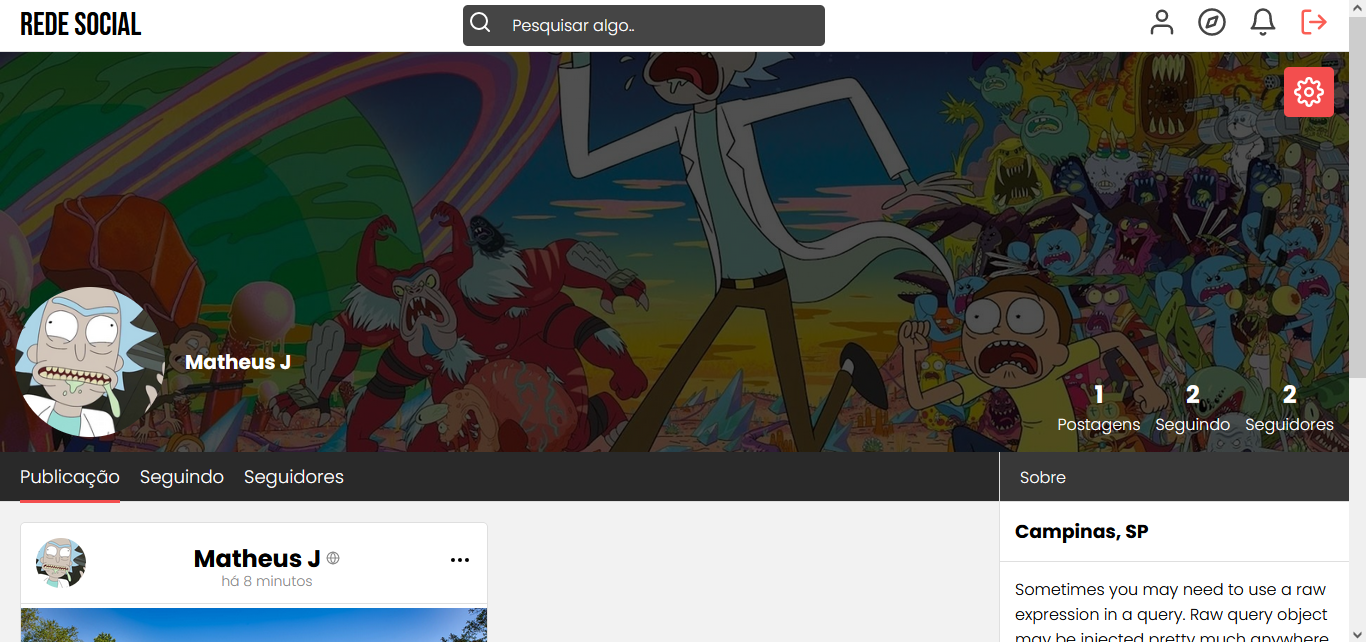 REDE SOCIAL
Pesquisar algo..
Matheus J
1 2 2
Postagens Seguindo Seguidores
Publicação Seguindo Seguidores
Sobre
Matheus J
há 8 minutos
Campinas, SP
Sometimes you may need to use a raw
expression in a query. Raw query object
may be injected pretty much anywhere